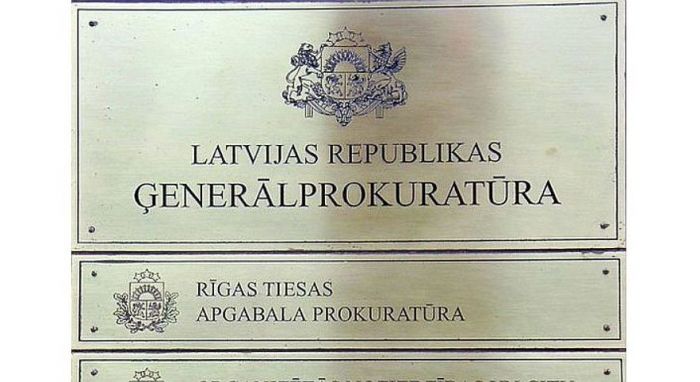 LATVIJAS REPUBLIKAS
ĢENERĀLPROKURATŪRA
RĪGAS TIESAS
APGABALA PROKURATŪRA